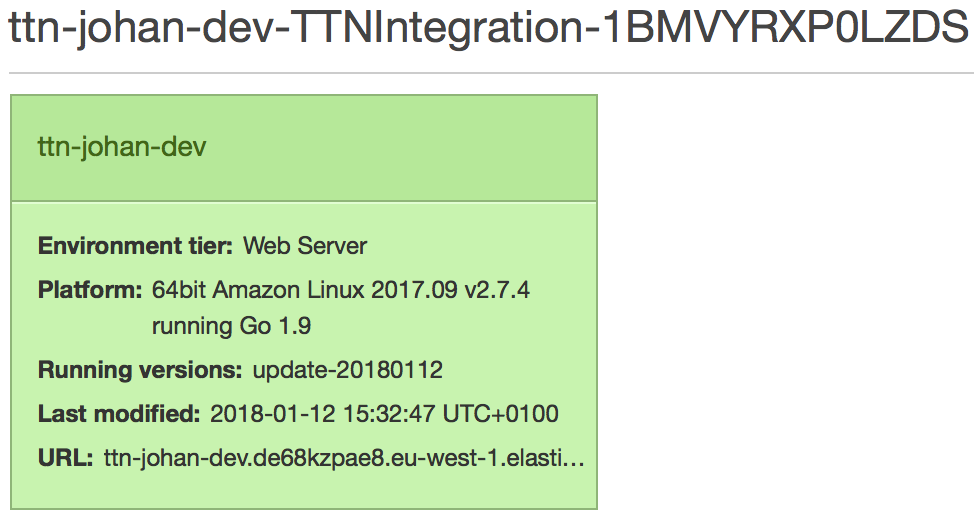 ttn-johan-dev-TTNIntegration-1BMVYRXP0LZDS
ttn-johan-dev
Environment tier: Web Server
Platform: 64bit Amazon Linux 2017.09 v2.7.4
running Go 1.9
Running versions: update-20180112
Last modified: 2018-01-12 15:32:47 UTC+0100
URL: ttn-johan-dev.de68kzpae8.eu-west-1.elasti...